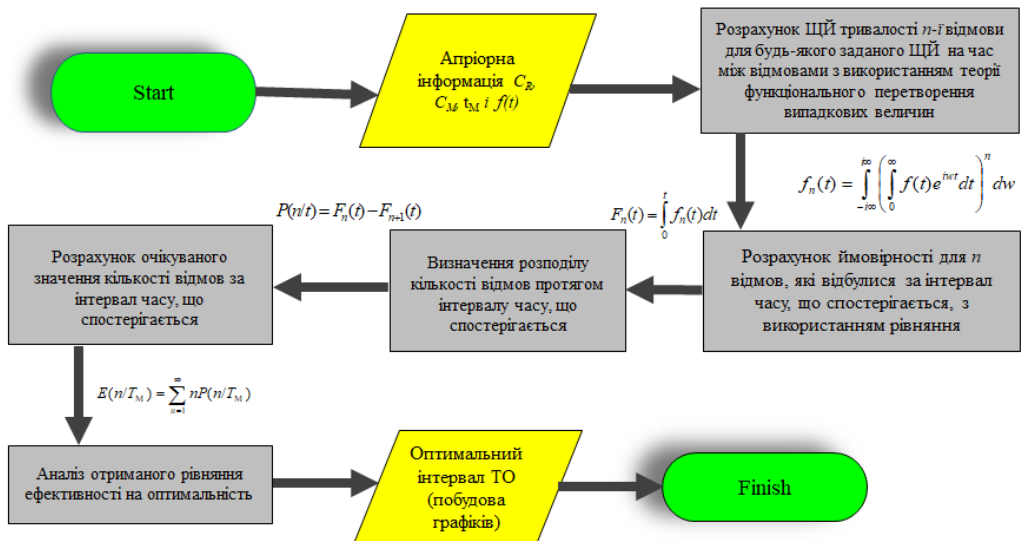 Start
Апріорна
інформація C_R,
C_M, t_M і f(t)
Розрахунок ЩЙ тривалості n-ї відмови
для будь-якого заданого ЩЙ на час
між відмовами з використанням теорії
функціонального перетворення
випадкових величин
f_n(t) = ∫_{-i∞}^{i∞} (∫_0^∞ f(t)e^{iwt}dt)^n dw
Розрахунок ймовірності для n
відмов, які відбулися за інтервал
часу, що спостерігається, з
використанням рівняння
F_n(t) = ∫_0^t f_n(t)dt
Визначення розподілу
кількості відмов протягом
інтервалу часу, що
спостерігається
P(n/t) = F_n(t) − F_{n+1}(t)
Розрахунок очікуваного
значення кількості відмов за
інтервал часу, що
спостерігається
E(n/T_M) = ∑_{n=1}^∞ nP(n/T_M)
Аналіз отриманого рівняння
ефективності на оптимальність
Оптимальний
інтервал ТО
(побудова
графіків)
Finish